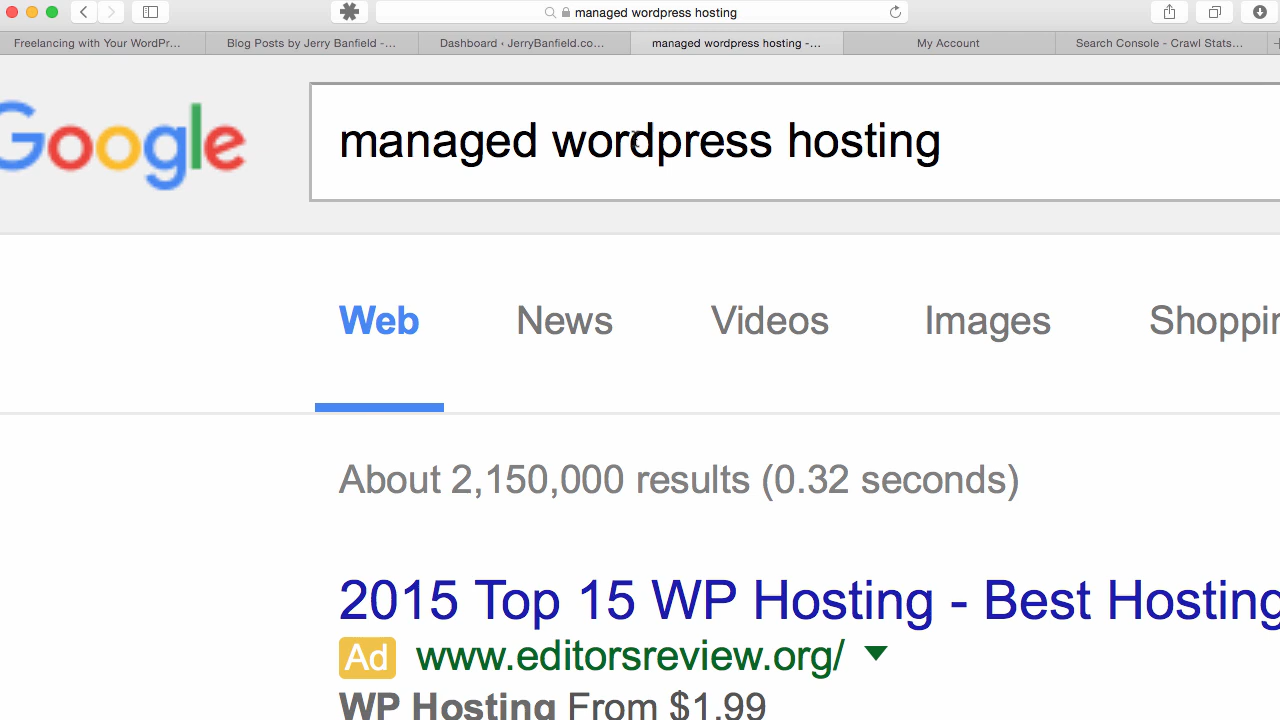 managed wordpress hosting
Freelancing with Your WordPr... Blog Posts by Jerry Banfield -... Dashboard ‹ JerryBanfield.co... managed wordpress hosting -... My Account Search Console - Crawl Stats...
Google managed wordpress hosting
Web News Videos Images Shoppin
About 2,150,000 results (0.32 seconds)
2015 Top 15 WP Hosting - Best Hosting
Ad www.editorsreview.org/
WP Hosting From $1.99